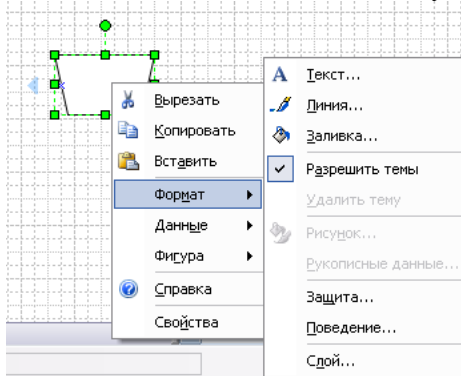 Вырезать
Копировать
Вставить
Формат
Данные
Фигура
Справка
Свойства
Текст...
Линия...
Заливка...
Разрешить темы
Удалить тему
Рисунок...
Рукописные данные...
Защита...
Поведение...
Слой...